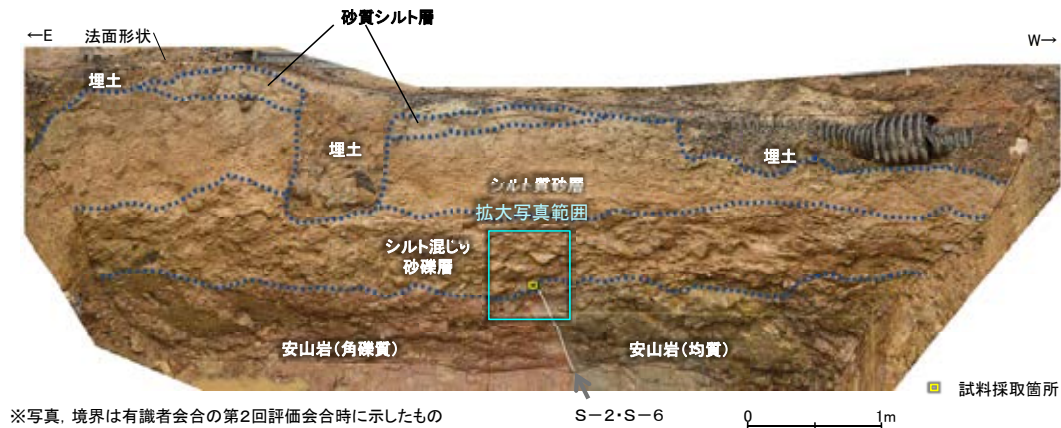 砂質シルト層
←E
法面形状
W→
埋土
埋土
埋土
シルト質砂層
拡大写真範囲
シルト混じり
砂礫層
安山岩(角礫質)
安山岩(均質)
試料採取箇所
※写真,境界は有識者会合の第2回評価会合時に示したもの
S-2・S-6
0
1m